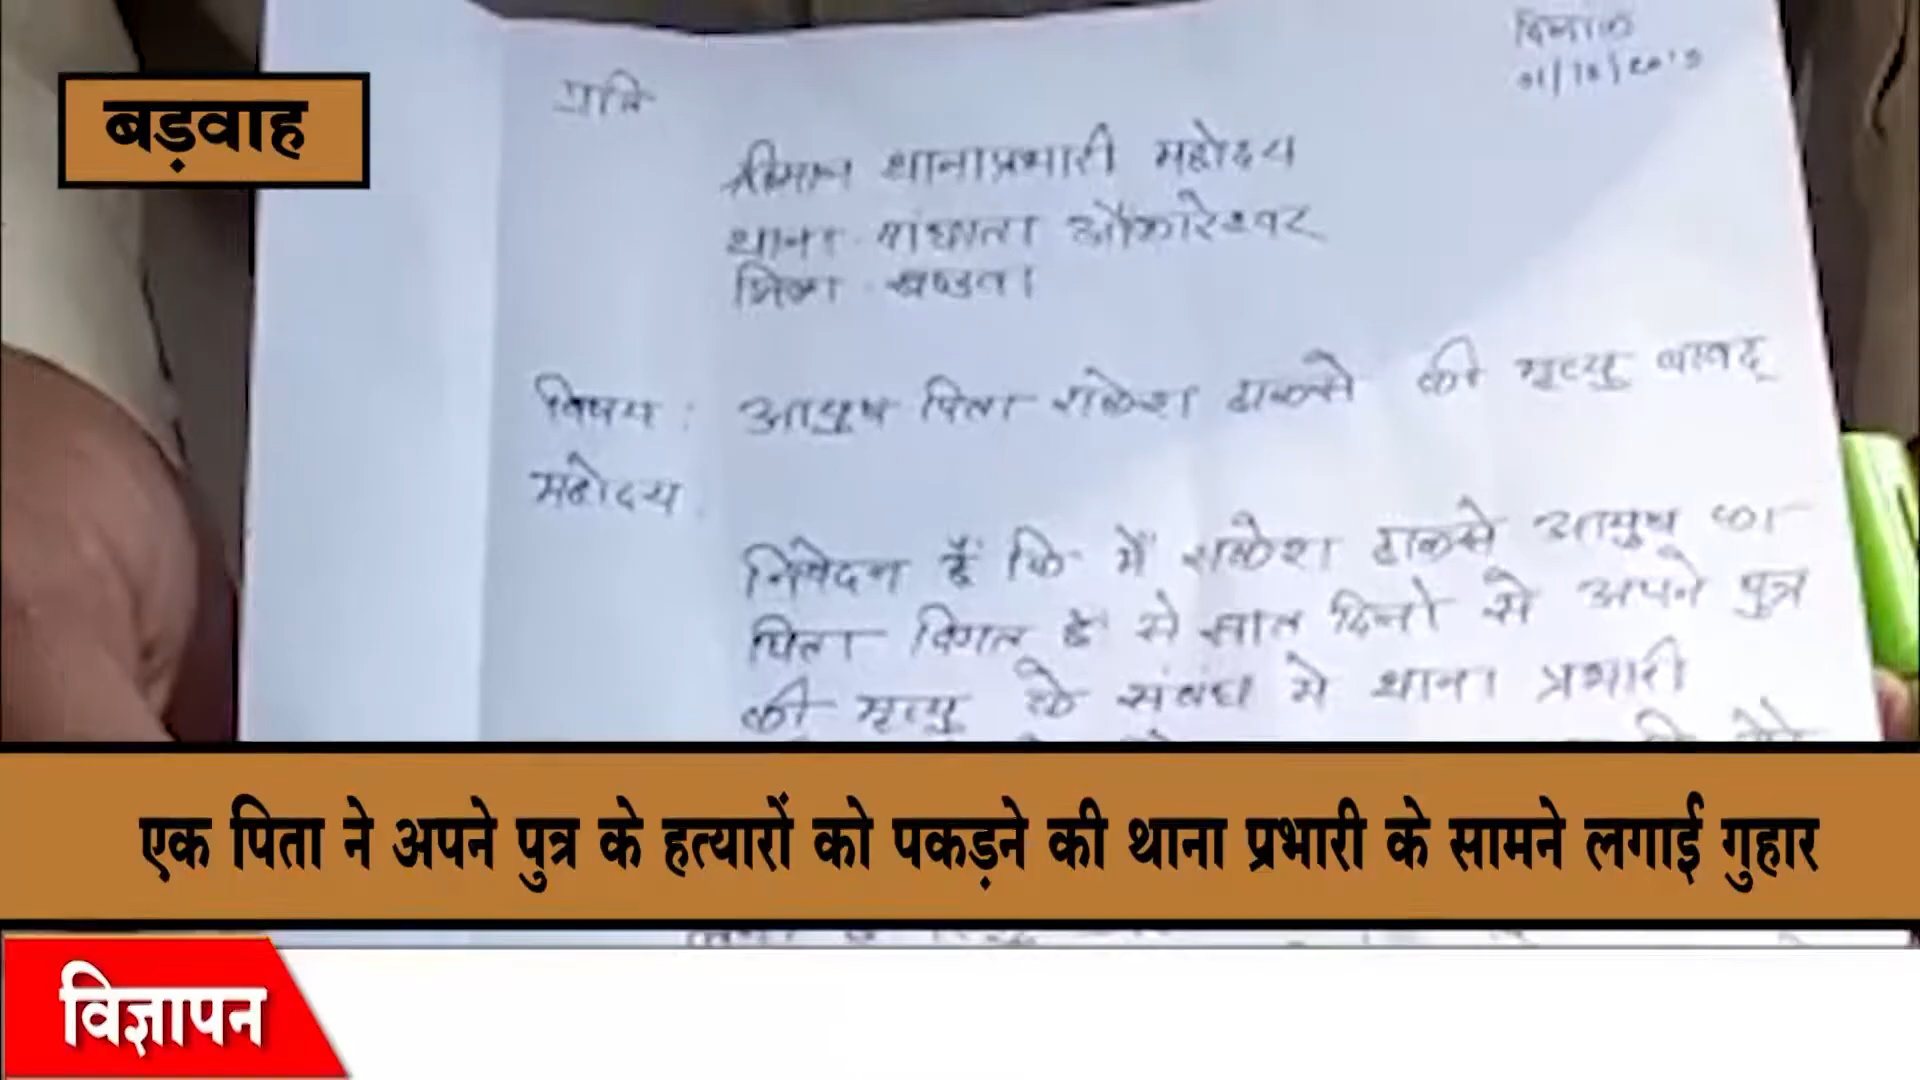 बड़वाह
दिनांक
प्रति
श्रीमान थानाप्रभारी महोदय
थाना मांधाता ओंकारेश्वर
जिला खण्डवा
विषय : आयुष पिता राकेश ढाकसे की मृत्यु बाबद्
महोदय
निवेदन हैं कि मैं राकेश ढाकसे आयुष का
पिता विगत छै से सात दिनों से अपने पुत्र
की मृत्यु के संबंध मे थाना प्रभारी
एक पिता ने अपने पुत्र के हत्यारों को पकड़ने की थाना प्रभारी के सामने लगाई गुहार
विज्ञापन